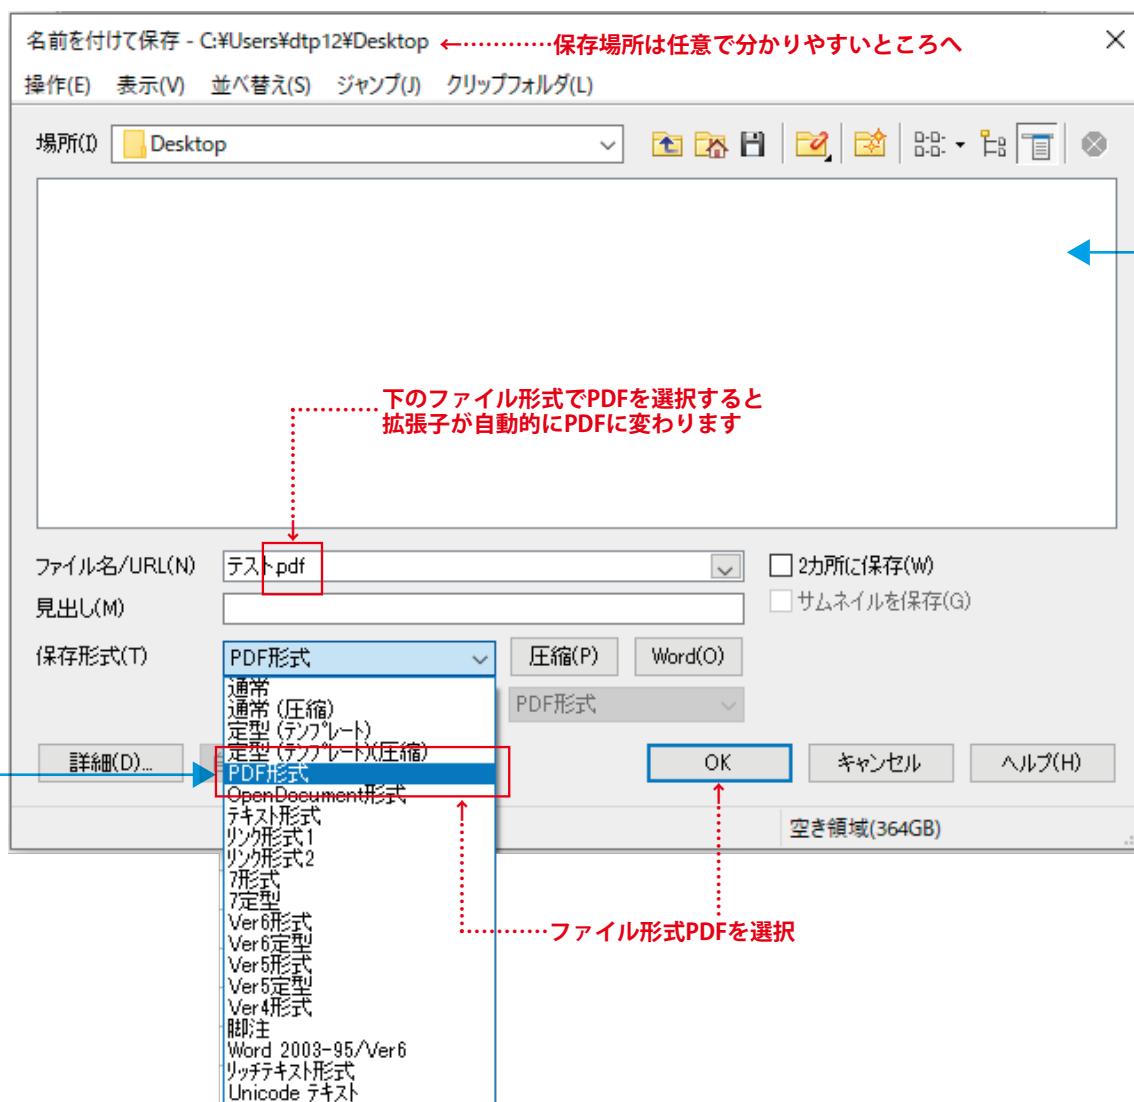 名前を付けて保存 - C:¥Users¥dtp12¥Desktop ←…………保存場所は任意で分かりやすいところへ
操作(E) 表示(V) 並べ替え(S) ジャンプ(J) クリップフォルダ(L)
場所(I) Desktop
下のファイル形式でPDFを選択すると
拡張子が自動的にPDFに変わります
ファイル名/URL(N) テスト.pdf 2カ所に保存(W)
見出し(M) サムネイルを保存(G)
保存形式(T) PDF形式 圧縮(P) Word(O)
通常
通常 (圧縮) PDF形式
定型 (テンプレート)
定型 (テンプレート)(圧縮)
詳細(D)... PDF形式 OK キャンセル ヘルプ(H)
OpenDocument形式
テキスト形式
リンク形式1 空き領域(364GB)
リンク形式2
7形式
7定型
Ver6形式 ファイル形式PDFを選択
Ver6定型
Ver5形式
Ver5定型
Ver4形式
脚注
Word 2003-95/Ver6
リッチテキスト形式
Unicode テキスト